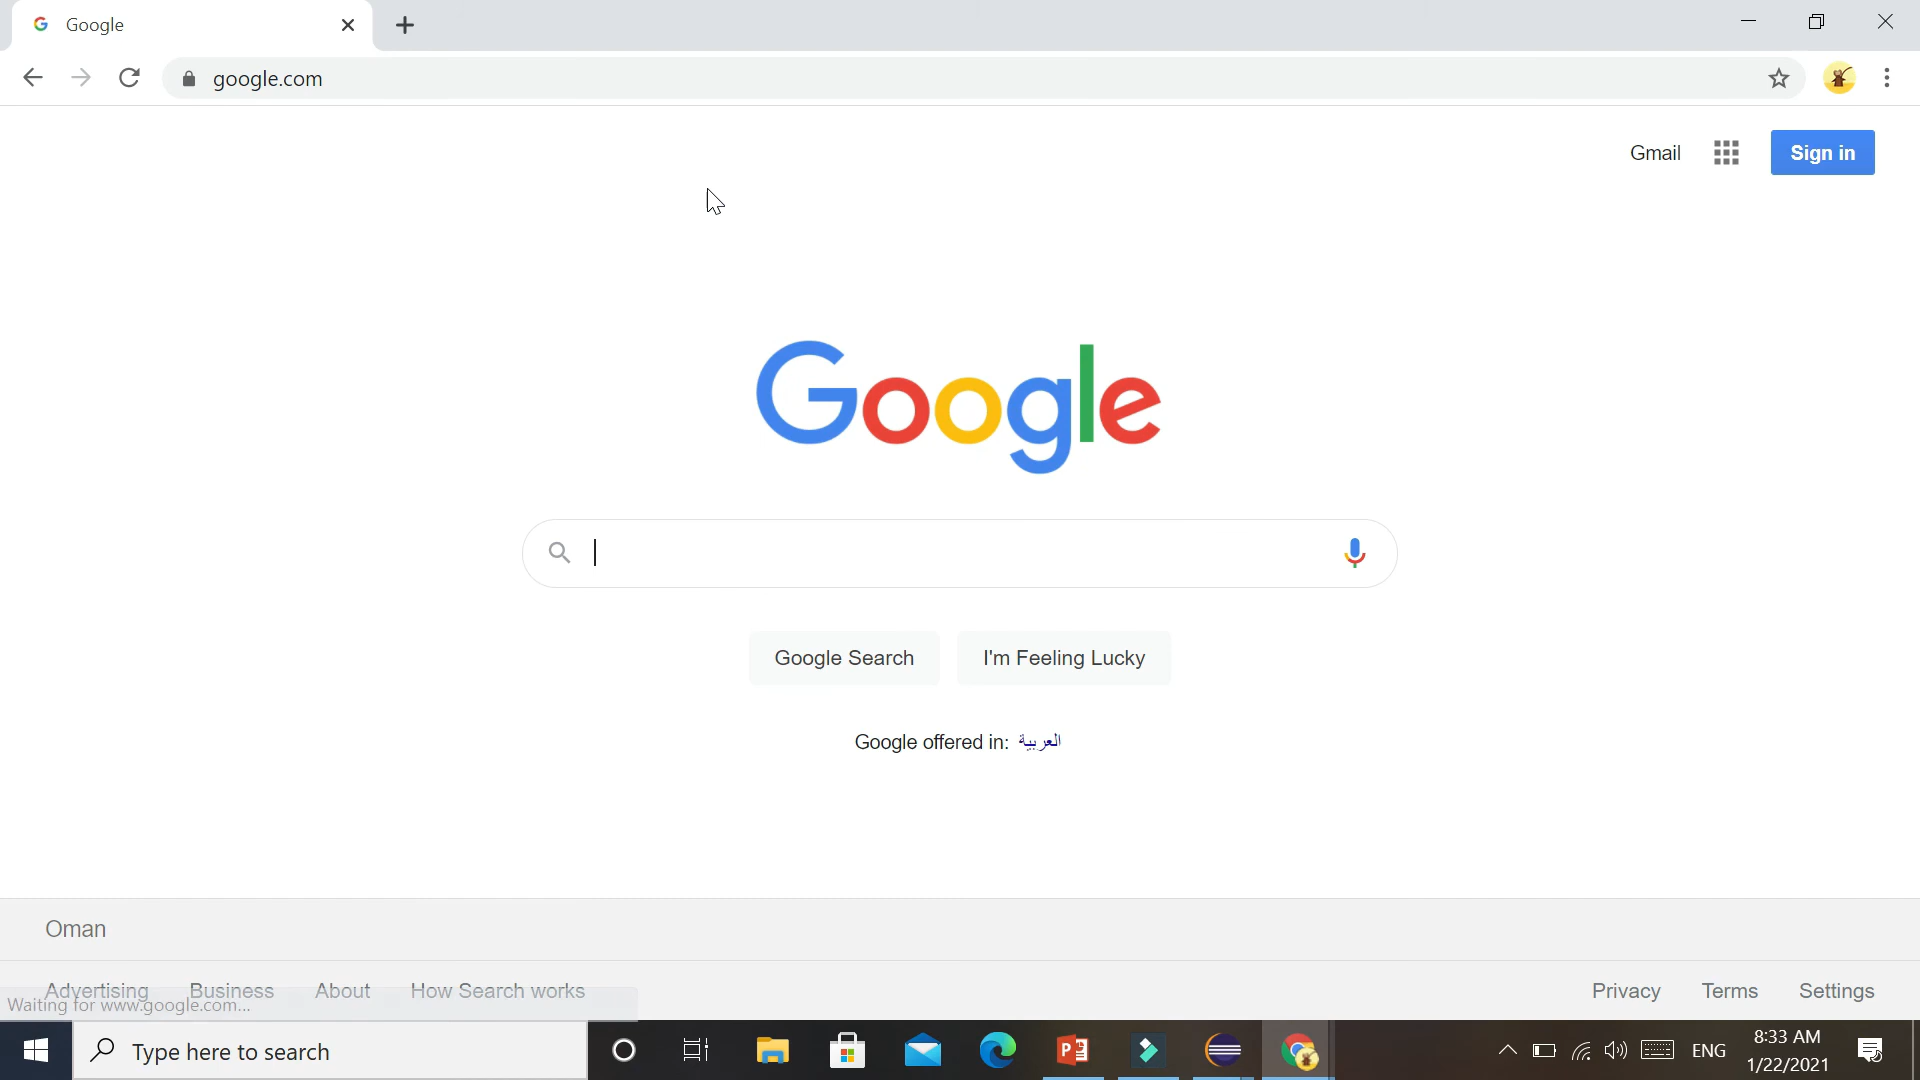 Google
google.com
Gmail
Sign in
Google
Google Search
I'm Feeling Lucky
Google offered in: العربية
Oman
Advertising Business About How Search works
Privacy Terms Settings
Waiting for www.google.com...
Type here to search
ENG
8:33 AM
1/22/2021